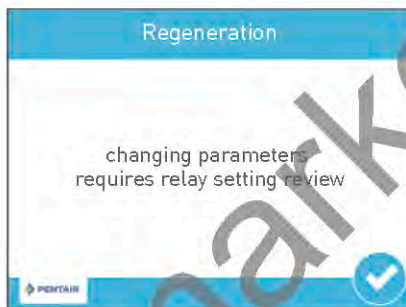 Regeneration
changing parameters
requires relay setting review
PENTAIR